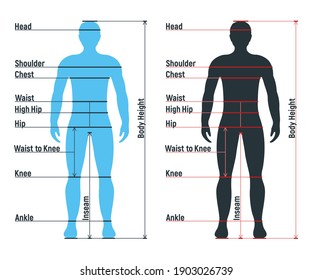 Head
Shoulder
Chest
Waist
High Hip
Hip
Waist to Knee
Knee
Ankle
Inseam
Body Height
Head
Shoulder
Chest
Waist
High Hip
Hip
Waist to Knee
Knee
Ankle
Inseam
Body Height
shutterstock.com · 1903026739